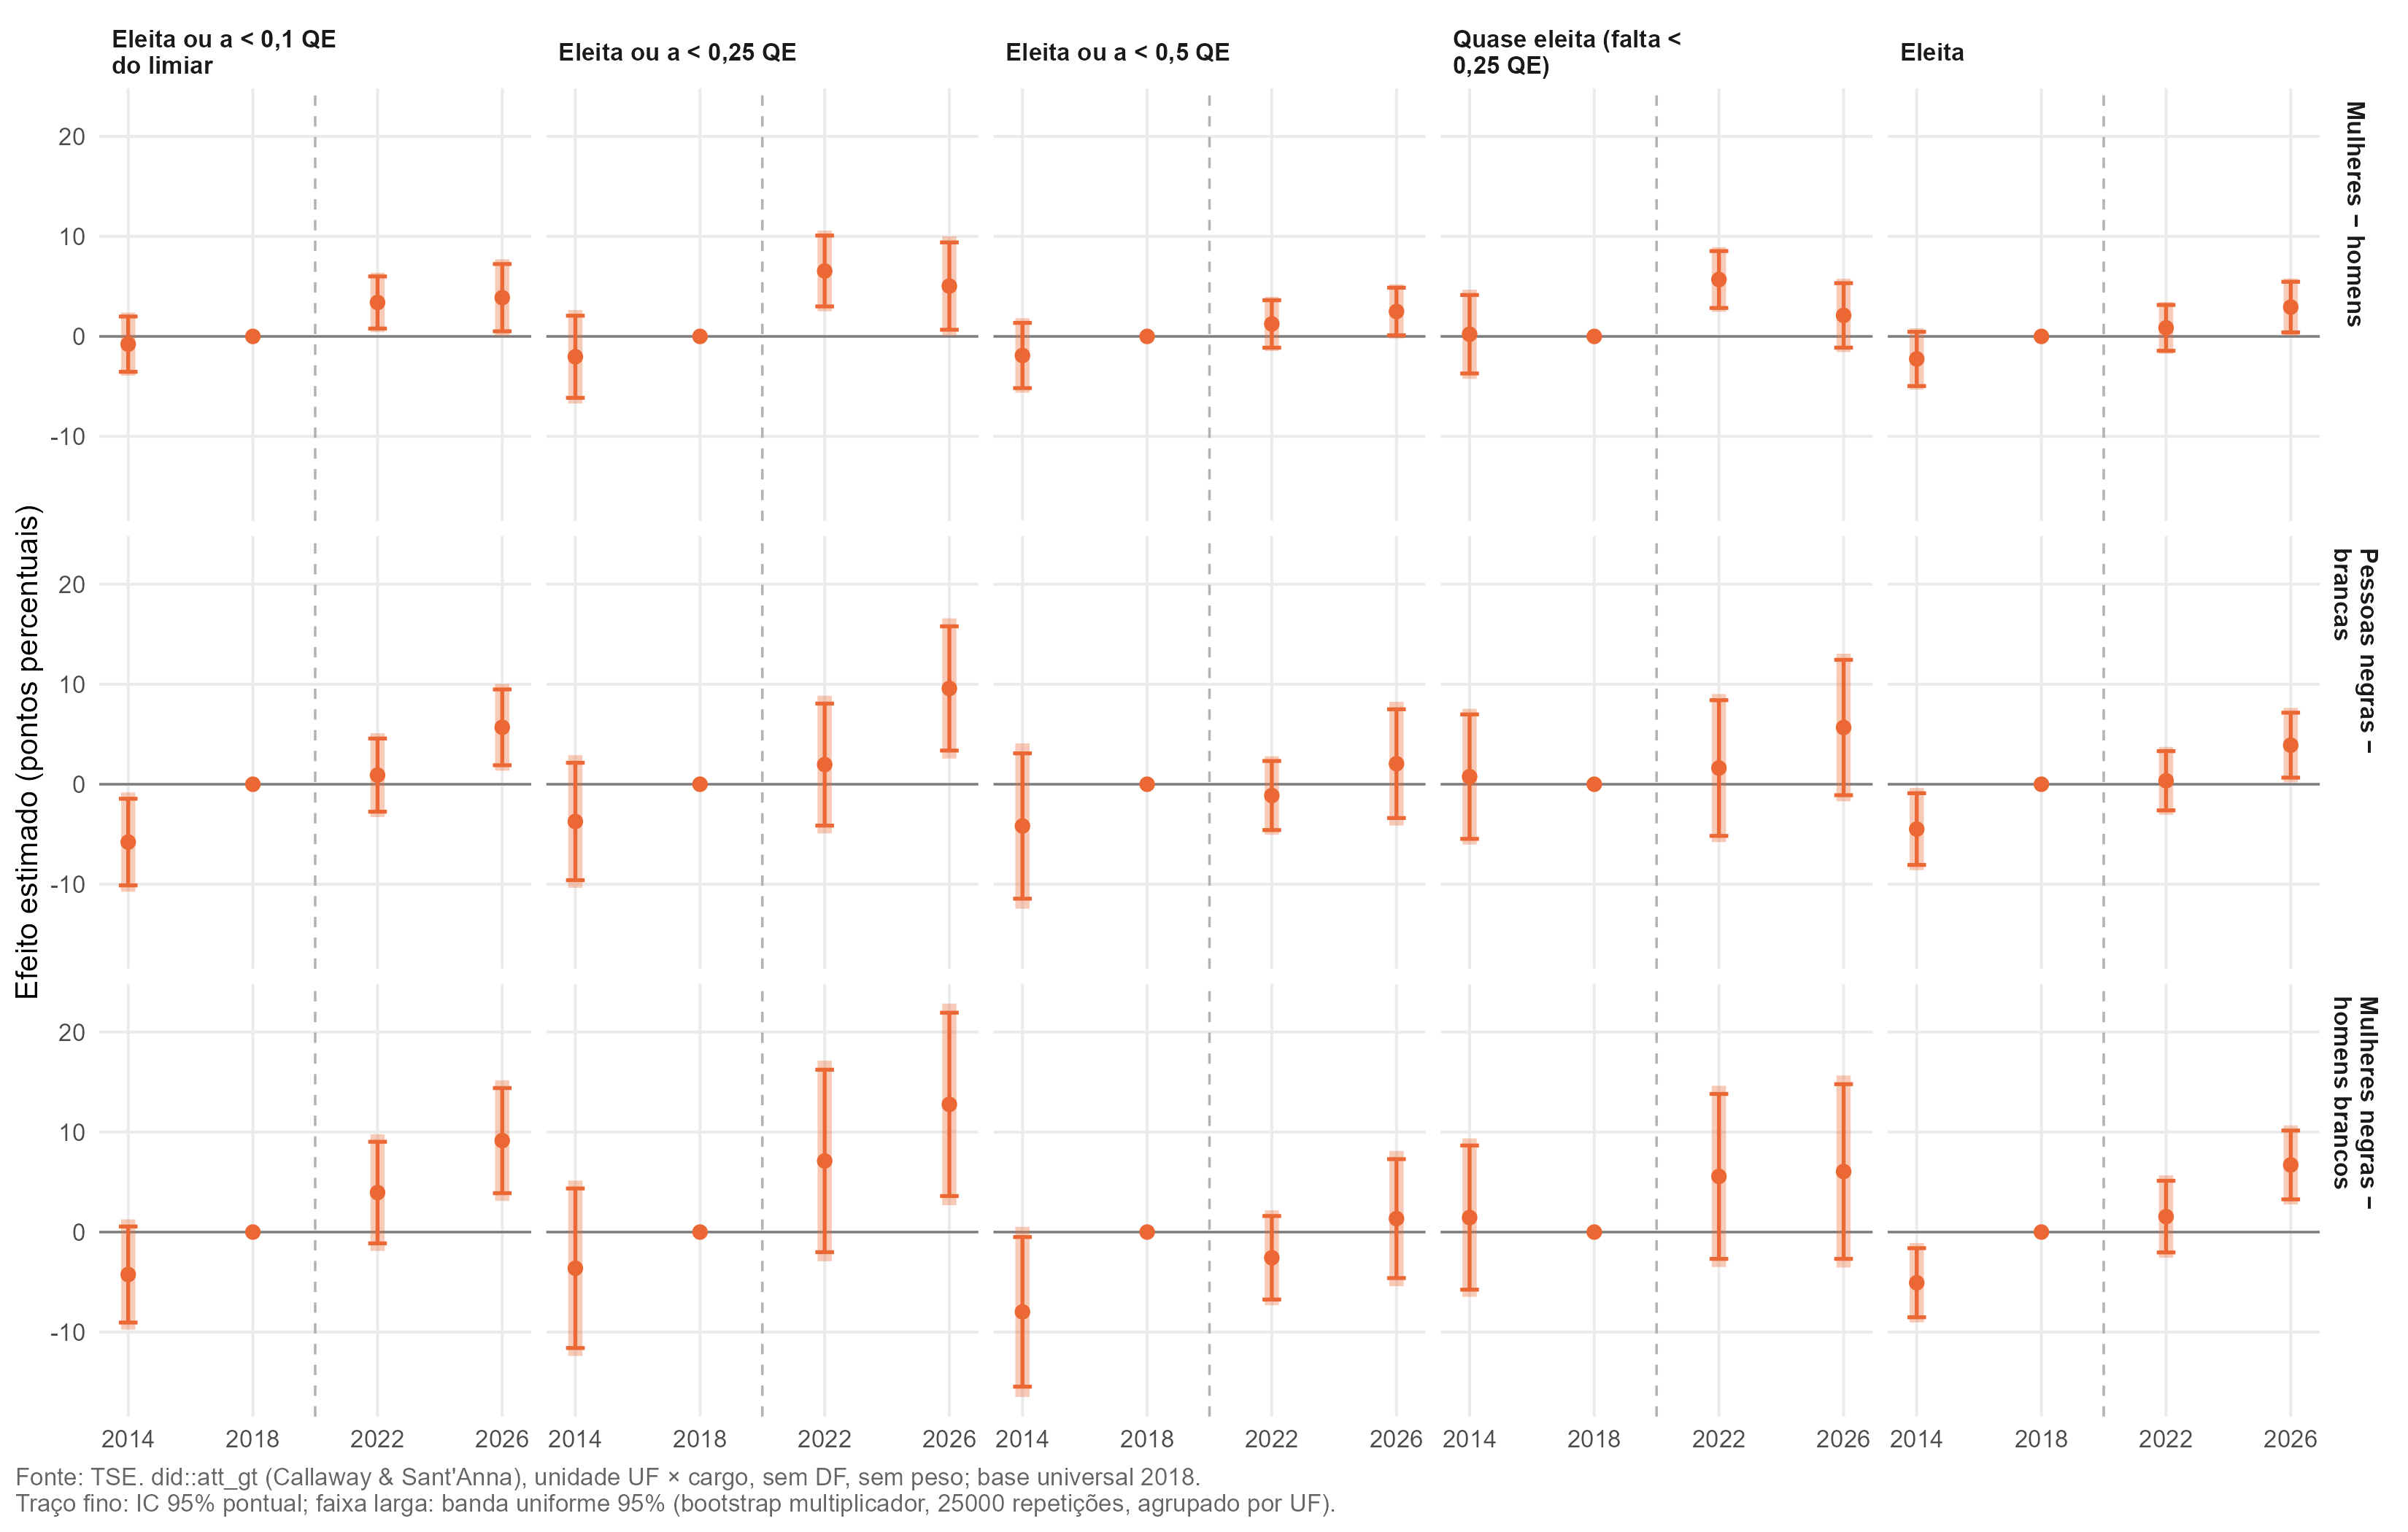 Eleita ou a < 0,1 QE
do limiar
Eleita ou a < 0,25 QE
Eleita ou a < 0,5 QE
Quase eleita (falta <
0,25 QE)
Eleita
Efeito estimado (pontos percentuais)
20
10
0
-10
Mulheres – homens
20
10
0
-10
Pessoas negras –
brancas
20
10
0
-10
Mulheres negras –
homens brancos
2014 2018 2022 2026 2014 2018 2022 2026 2014 2018 2022 2026 2014 2018 2022 2026 2014 2018 2022 2026
Fonte: TSE. did::att_gt (Callaway & Sant'Anna), unidade UF × cargo, sem DF, sem peso; base universal 2018.
Traço fino: IC 95% pontual; faixa larga: banda uniforme 95% (bootstrap multiplicador, 25000 repetições, agrupado por UF).